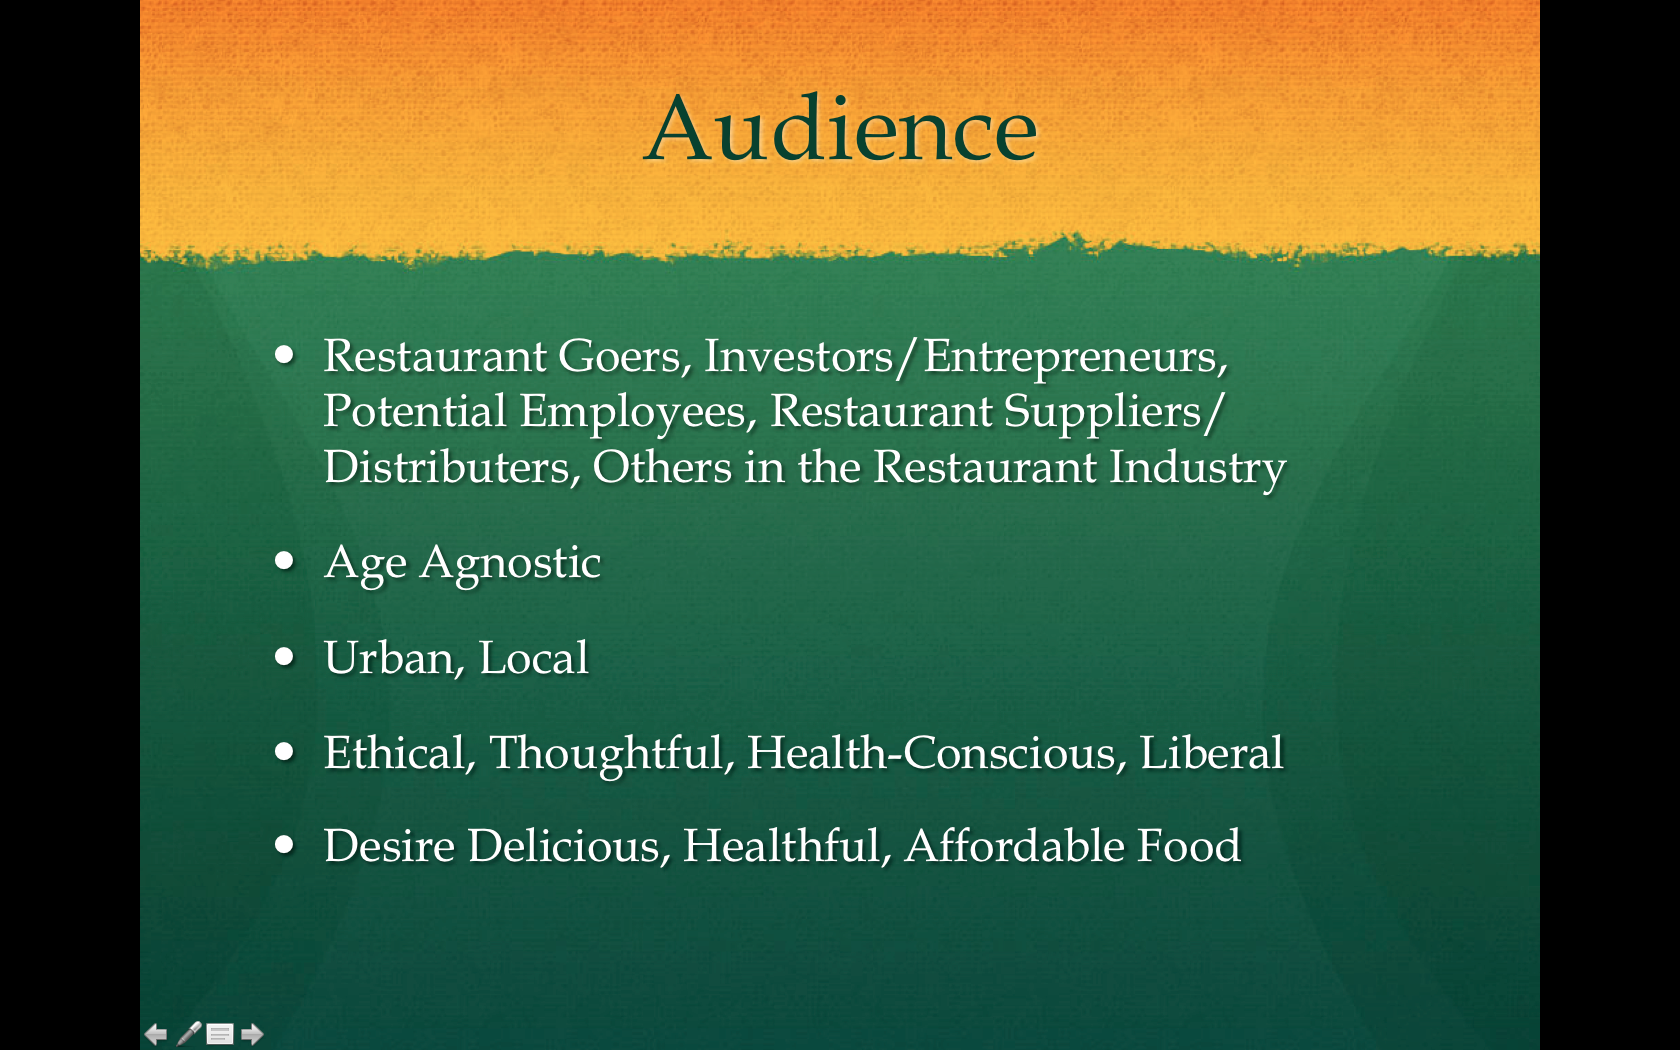 Audience
• Restaurant Goers, Investors/Entrepreneurs,
Potential Employees, Restaurant Suppliers/
Distributers, Others in the Restaurant Industry
• Age Agnostic
• Urban, Local
• Ethical, Thoughtful, Health-Conscious, Liberal
• Desire Delicious, Healthful, Affordable Food